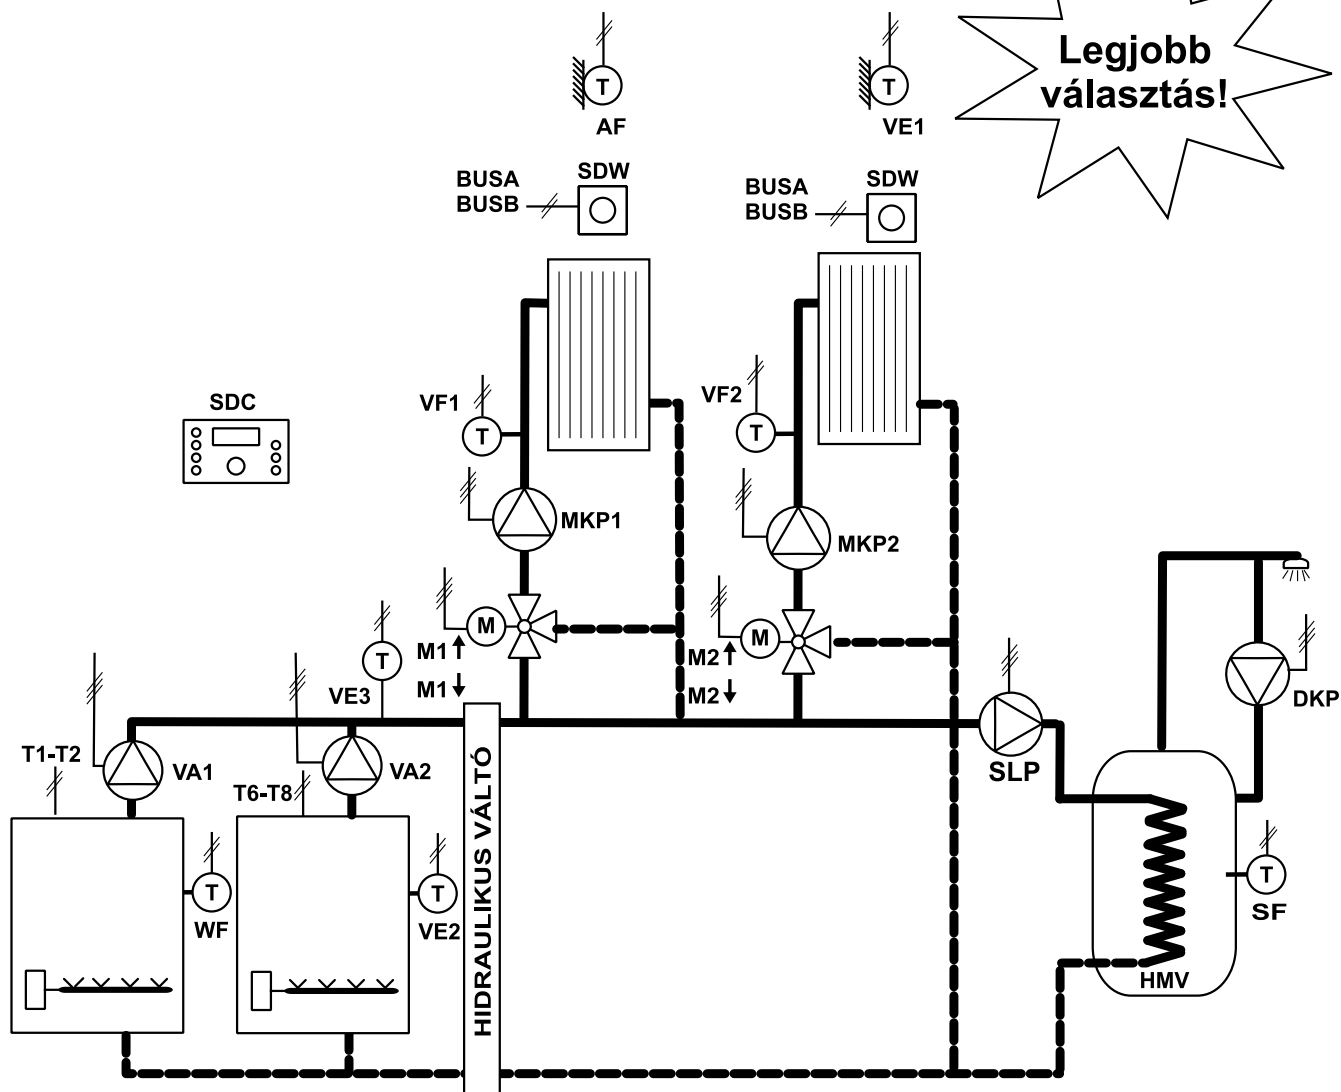 Legjobb
választás!
T
AF
T
VE1
BUSA
BUSB
SDW
BUSA
BUSB
SDW
SDC
VF1
T
VF2
T
MKP1
MKP2
M
M1
M1
M
M2
M2
T
VE3
T1-T2
VA1
T6-T8
VA2
T
WF
T
VE2
HIDRAULIKUS VÁLTÓ
SLP
DKP
T
SF
HMV